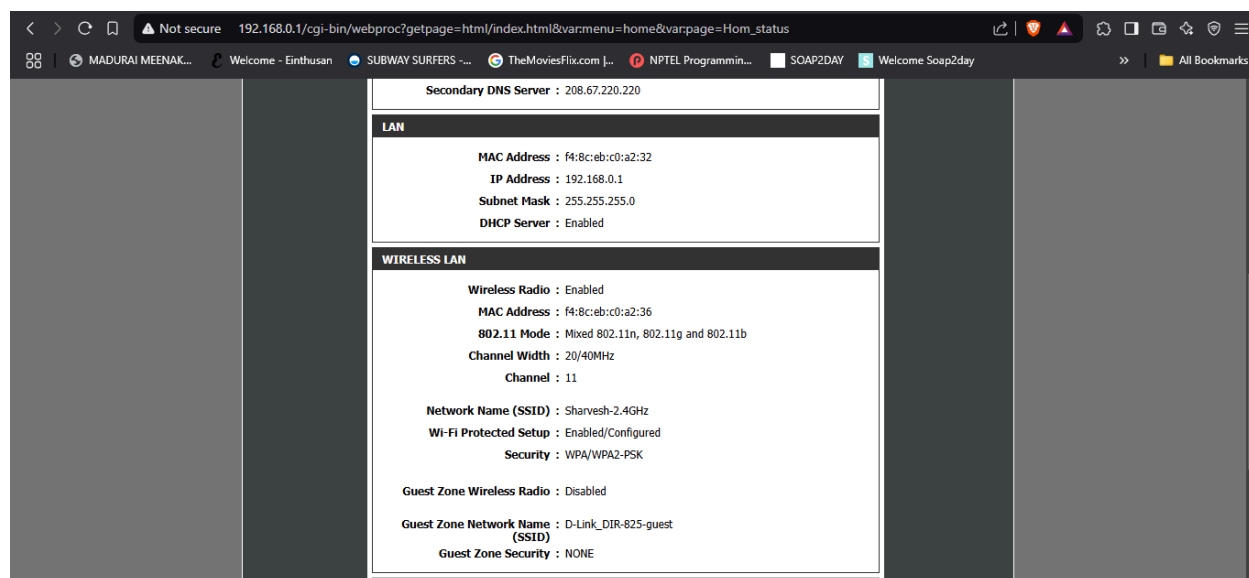 Not secure 192.168.0.1/cgi-bin/webproc?getpage=html/index.html&var:menu=home&var:page=Hom_status
MADURAI MEENAK... Welcome - Einthusan SUBWAY SURFERS -... TheMoviesFlix.com |... NPTEL Programmin... SOAP2DAY Welcome Soap2day » All Bookmarks
Secondary DNS Server : 208.67.220.220
LAN
MAC Address : f4:8c:eb:c0:a2:32
IP Address : 192.168.0.1
Subnet Mask : 255.255.255.0
DHCP Server : Enabled
WIRELESS LAN
Wireless Radio : Enabled
MAC Address : f4:8c:eb:c0:a2:36
802.11 Mode : Mixed 802.11n, 802.11g and 802.11b
Channel Width : 20/40MHz
Channel : 11
Network Name (SSID) : Sharvesh-2.4GHz
Wi-Fi Protected Setup : Enabled/Configured
Security : WPA/WPA2-PSK
Guest Zone Wireless Radio : Disabled
Guest Zone Network Name : D-Link_DIR-825-guest
(SSID)
Guest Zone Security : NONE